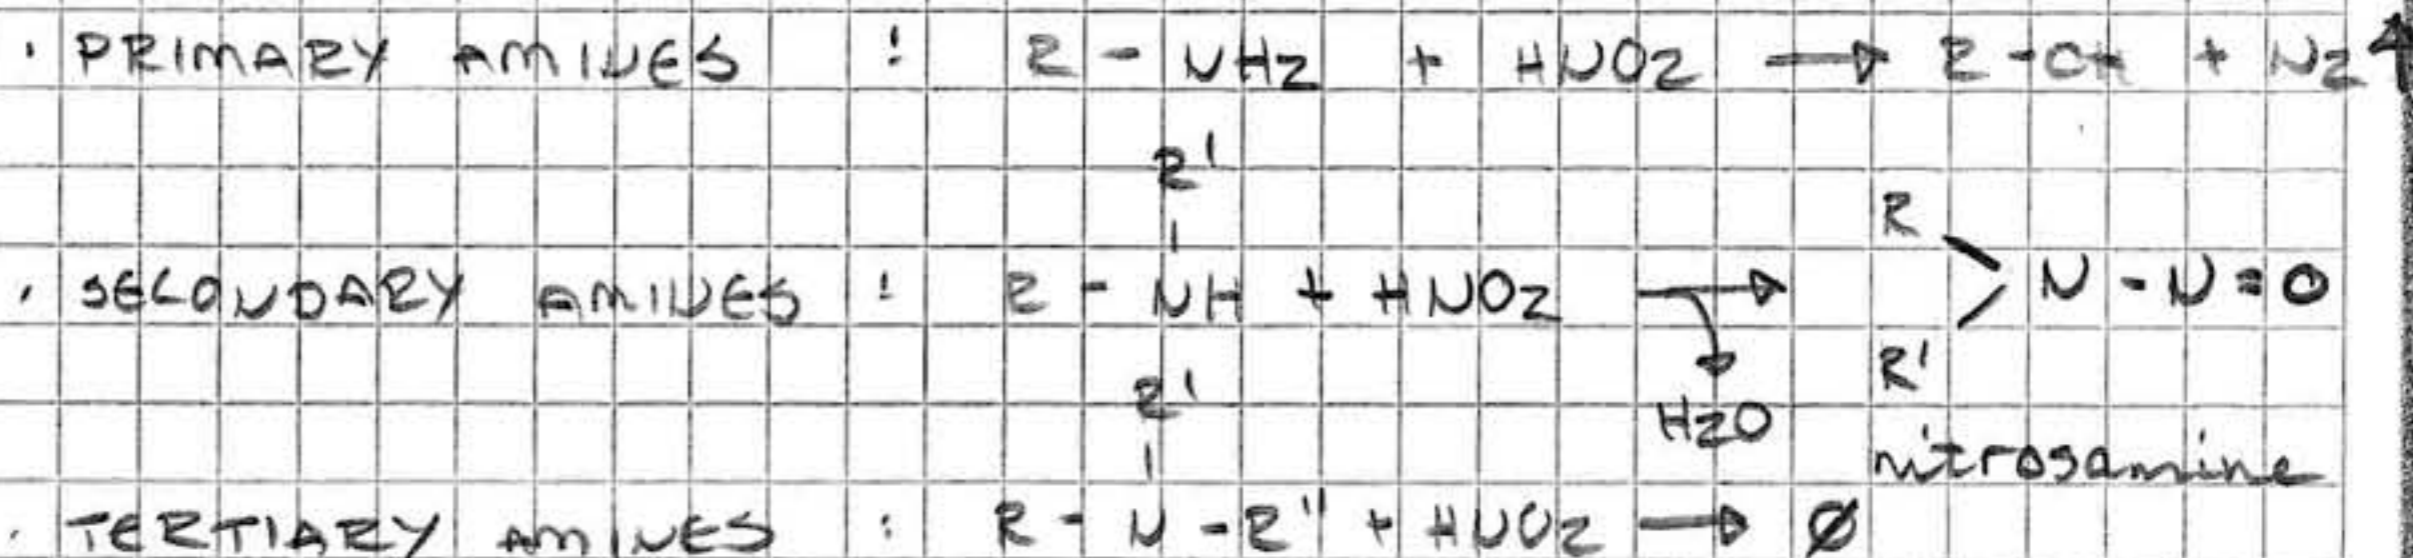 · PRIMARY AMINES : R - NH2 + HNO2 → R - OH + N2 ↑
R'
|
R
· SECONDARY AMINES : R - NH + HNO2 → N - N = O
R'
R'
H2O
|
nitrosamine
· TERTIARY AMINES : R - N - R" + HNO2 → Ø